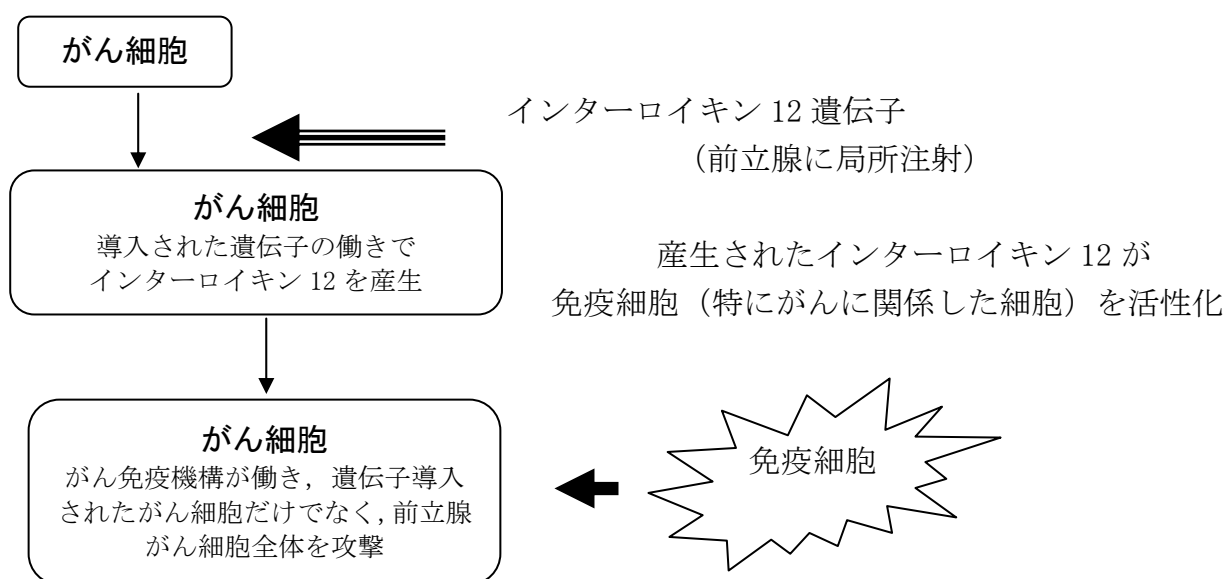 がん細胞
インターロイキン 12 遺伝子
（前立腺に局所注射）
がん細胞
導入された遺伝子の働きで
インターロイキン 12 を産生
産生されたインターロイキン 12 が
免疫細胞（特にがんに関係した細胞）を活性化
がん細胞
がん免疫機構が働き，遺伝子導入
されたがん細胞だけでなく，前立腺
がん細胞全体を攻撃
免疫細胞